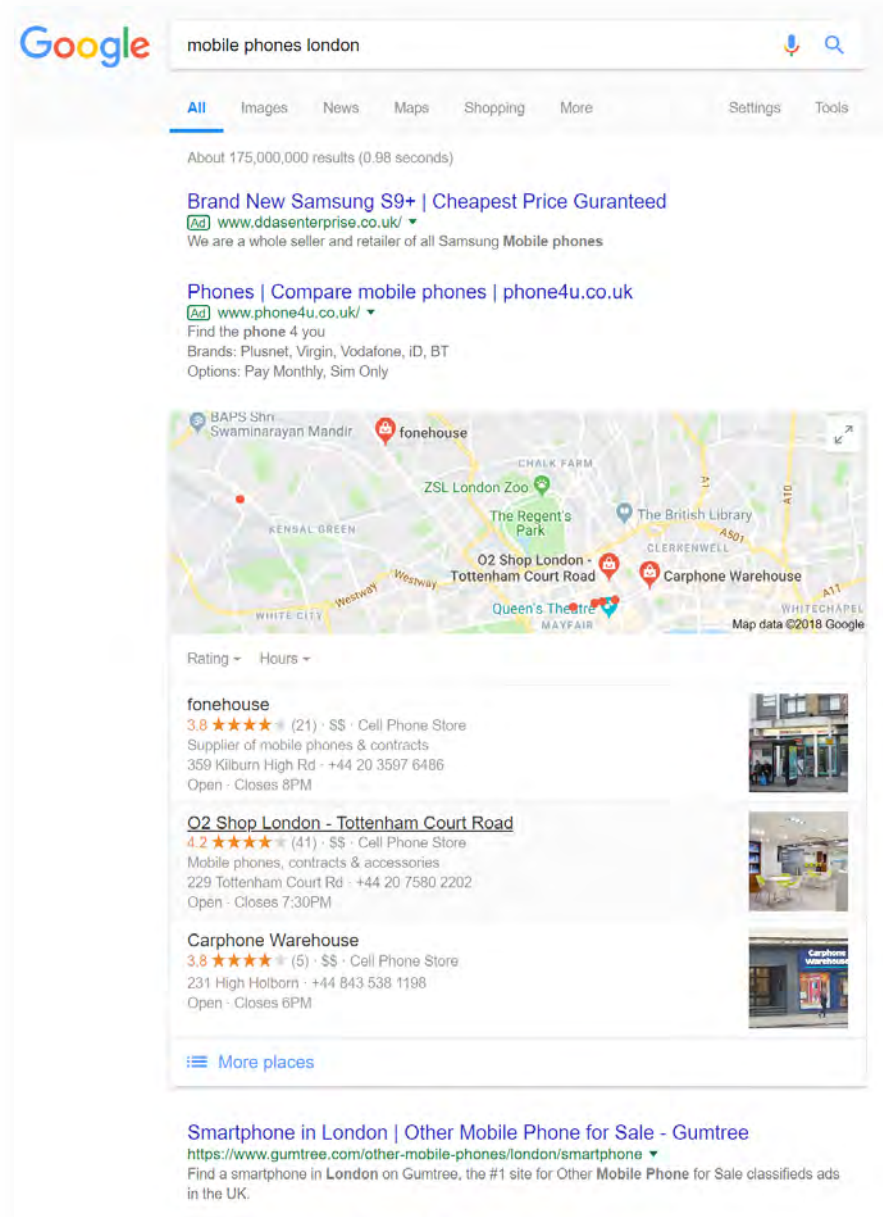 Google
mobile phones london
All Images News Maps Shopping More Settings Tools
About 175,000,000 results (0.98 seconds)
Brand New Samsung S9+ | Cheapest Price Guranteed
Ad www.ddasenterprise.co.uk/
We are a whole seller and retailer of all Samsung Mobile phones
Phones | Compare mobile phones | phone4u.co.uk
Ad www.phone4u.co.uk/
Find the phone 4 you
Brands: Plusnet, Virgin, Vodafone, iD, BT
Options: Pay Monthly, Sim Only
BAPS Shri
Swaminarayan Mandir
fonehouse
CHALK FARM
ZSL London Zoo
A1
A10
The Regent's
Park
The British Library
KENSAL GREEN
A501
CLERKENWELL
O2 Shop London -
Tottenham Court Road
Carphone Warehouse
Westway
Westway
A11
Queen's Theatre
WHITE CITY
WHITECHAPEL
MAYFAIR
Map data ©2018 Google
Rating Hours
fonehouse
3.8 ★★★★★ (21) · $$ · Cell Phone Store
Supplier of mobile phones & contracts
359 Kilburn High Rd · +44 20 3597 6486
Open · Closes 8PM
O2 Shop London - Tottenham Court Road
4.2 ★★★★★ (41) · $$ · Cell Phone Store
Mobile phones, contracts & accessories
229 Tottenham Court Rd · +44 20 7580 2202
Open · Closes 7:30PM
Carphone Warehouse
3.8 ★★★★★ (5) · $$ · Cell Phone Store
231 High Holborn · +44 843 538 1198
Open · Closes 6PM
Carphone
Warehouse
More places
Smartphone in London | Other Mobile Phone for Sale - Gumtree
https://www.gumtree.com/other-mobile-phones/london/smartphone
Find a smartphone in London on Gumtree, the #1 site for Other Mobile Phone for Sale classifieds ads
in the UK.